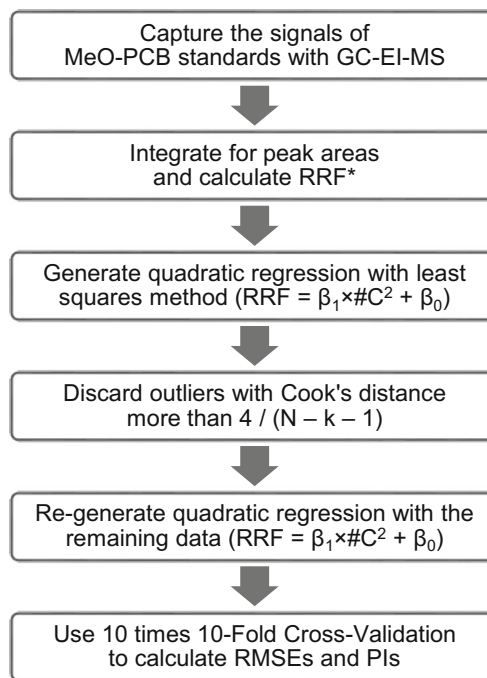 Capture the signals of
MeO-PCB standards with GC-EI-MS
Integrate for peak areas
and calculate RRF*
Generate quadratic regression with least
squares method (RRF = β₁×#C² + β₀)
Discard outliers with Cook's distance
more than 4 / (N – k – 1)
Re-generate quadratic regression with the
remaining data (RRF = β₁×#C² + β₀)
Use 10 times 10-Fold Cross-Validation
to calculate RMSEs and PIs